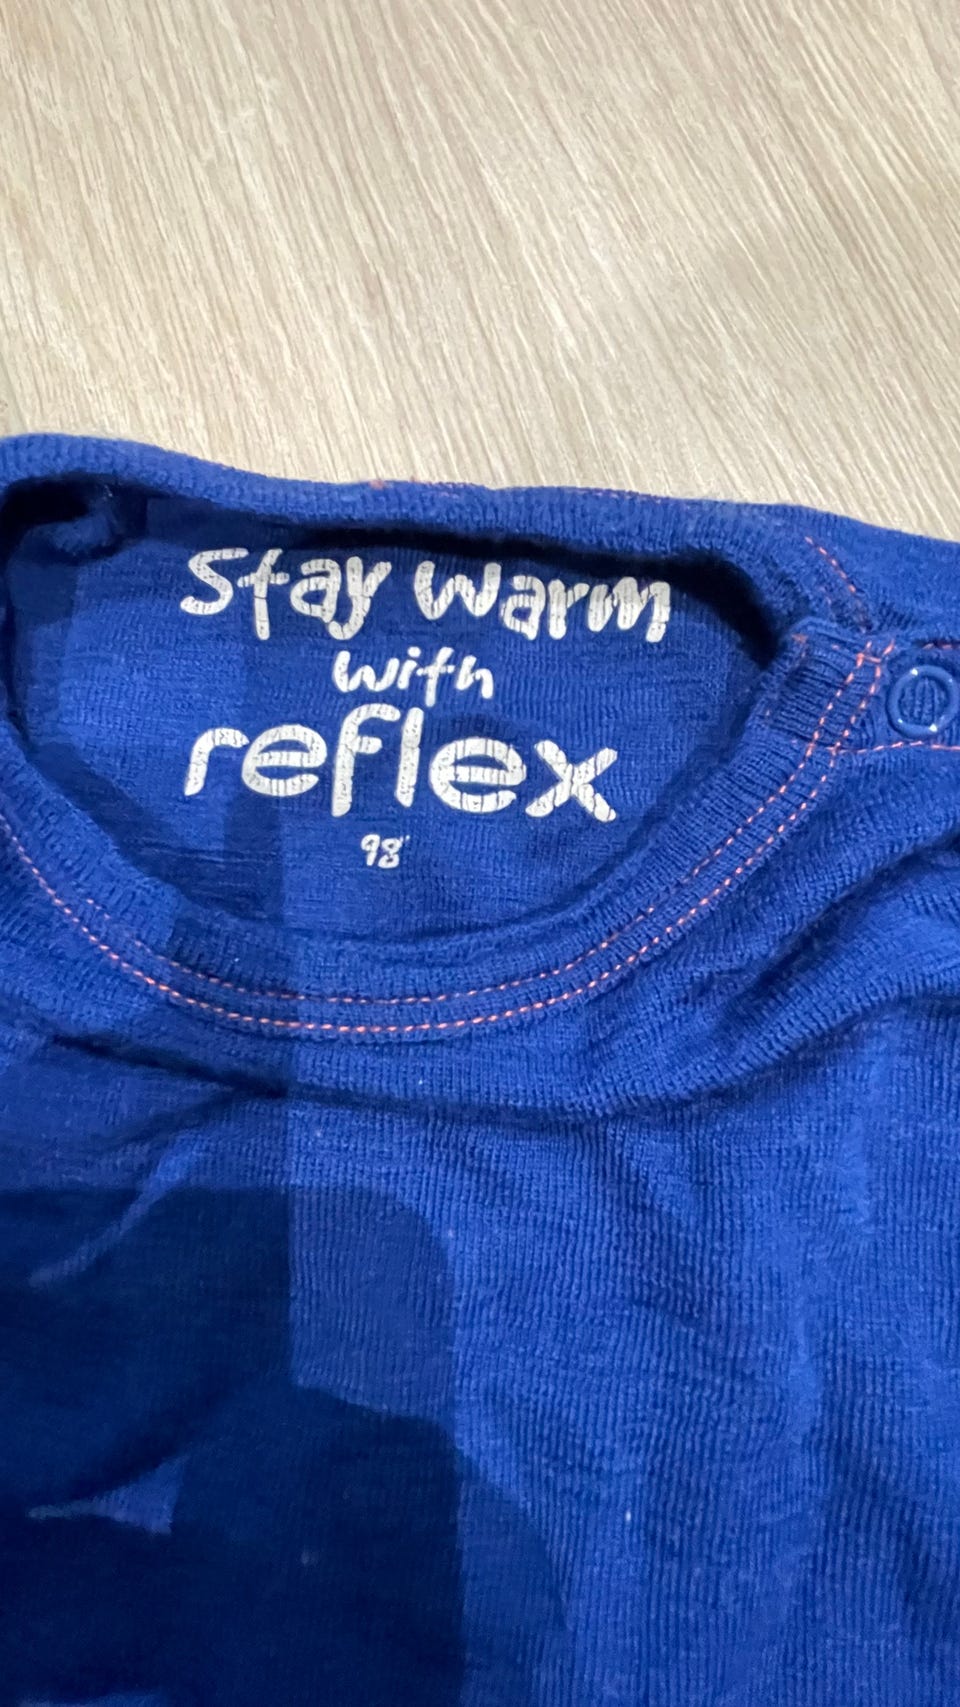 Stay warm
with
reflex
98